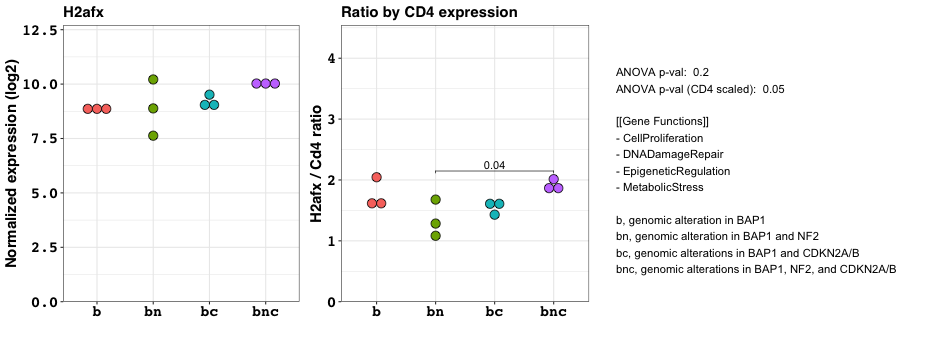 H2afx
Normalized expression (log2)
12.5
10.0
7.5
5.0
2.5
0.0
b
bn
bc
bnc
Ratio by CD4 expression
H2afx / Cd4 ratio
4
3
2
1
0
0.04
b
bn
bc
bnc
ANOVA p-val:  0.2
ANOVA p-val (CD4 scaled):  0.05
[[Gene Functions]]
- CellProliferation
- DNADamageRepair
- EpigeneticRegulation
- MetabolicStress
b, genomic alteration in BAP1
bn, genomic alteration in BAP1 and NF2
bc, genomic alterations in BAP1 and CDKN2A/B
bnc, genomic alterations in BAP1, NF2, and CDKN2A/B